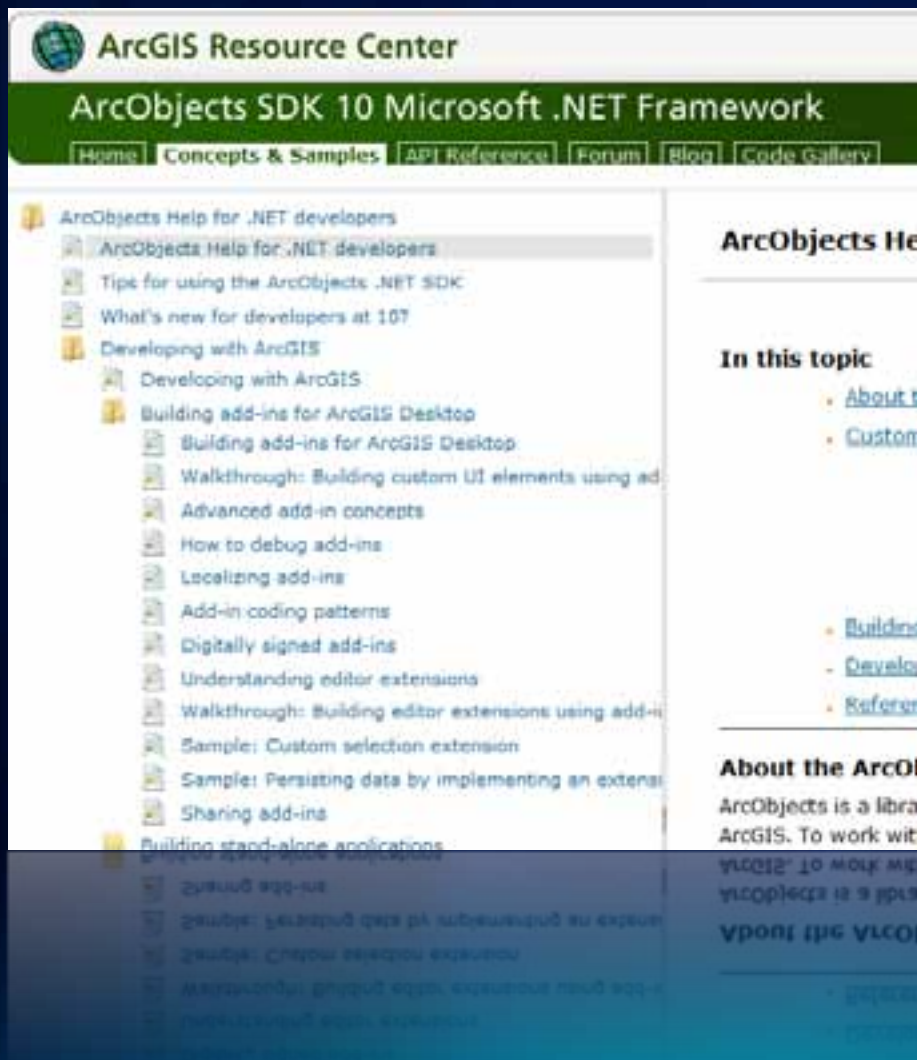 ArcGIS Resource Center
ArcObjects SDK 10 Microsoft .NET Framework
Home Concepts & Samples API Reference Forum Blog Code Gallery
ArcObjects Help for .NET developers
ArcObjects Help for .NET developers
Tips for using the ArcObjects .NET SDK
What's new for developers at 10?
Developing with ArcGIS
Developing with ArcGIS
Building add-ins for ArcGIS Desktop
Building add-ins for ArcGIS Desktop
Walkthrough: Building custom UI elements using ad
Advanced add-in concepts
How to debug add-ins
Localizing add-ins
Add-in coding patterns
Digitally signed add-ins
Understanding editor extensions
Walkthrough: Building editor extensions using add-i
Sample: Custom selection extension
Sample: Persisting data by implementing an extensi
Sharing add-ins
Building stand-alone applications
ArcObjects He
In this topic
About t
Custom
Building
Develo
Referen
About the ArcOb
ArcObjects is a libra
ArcGIS. To work wit